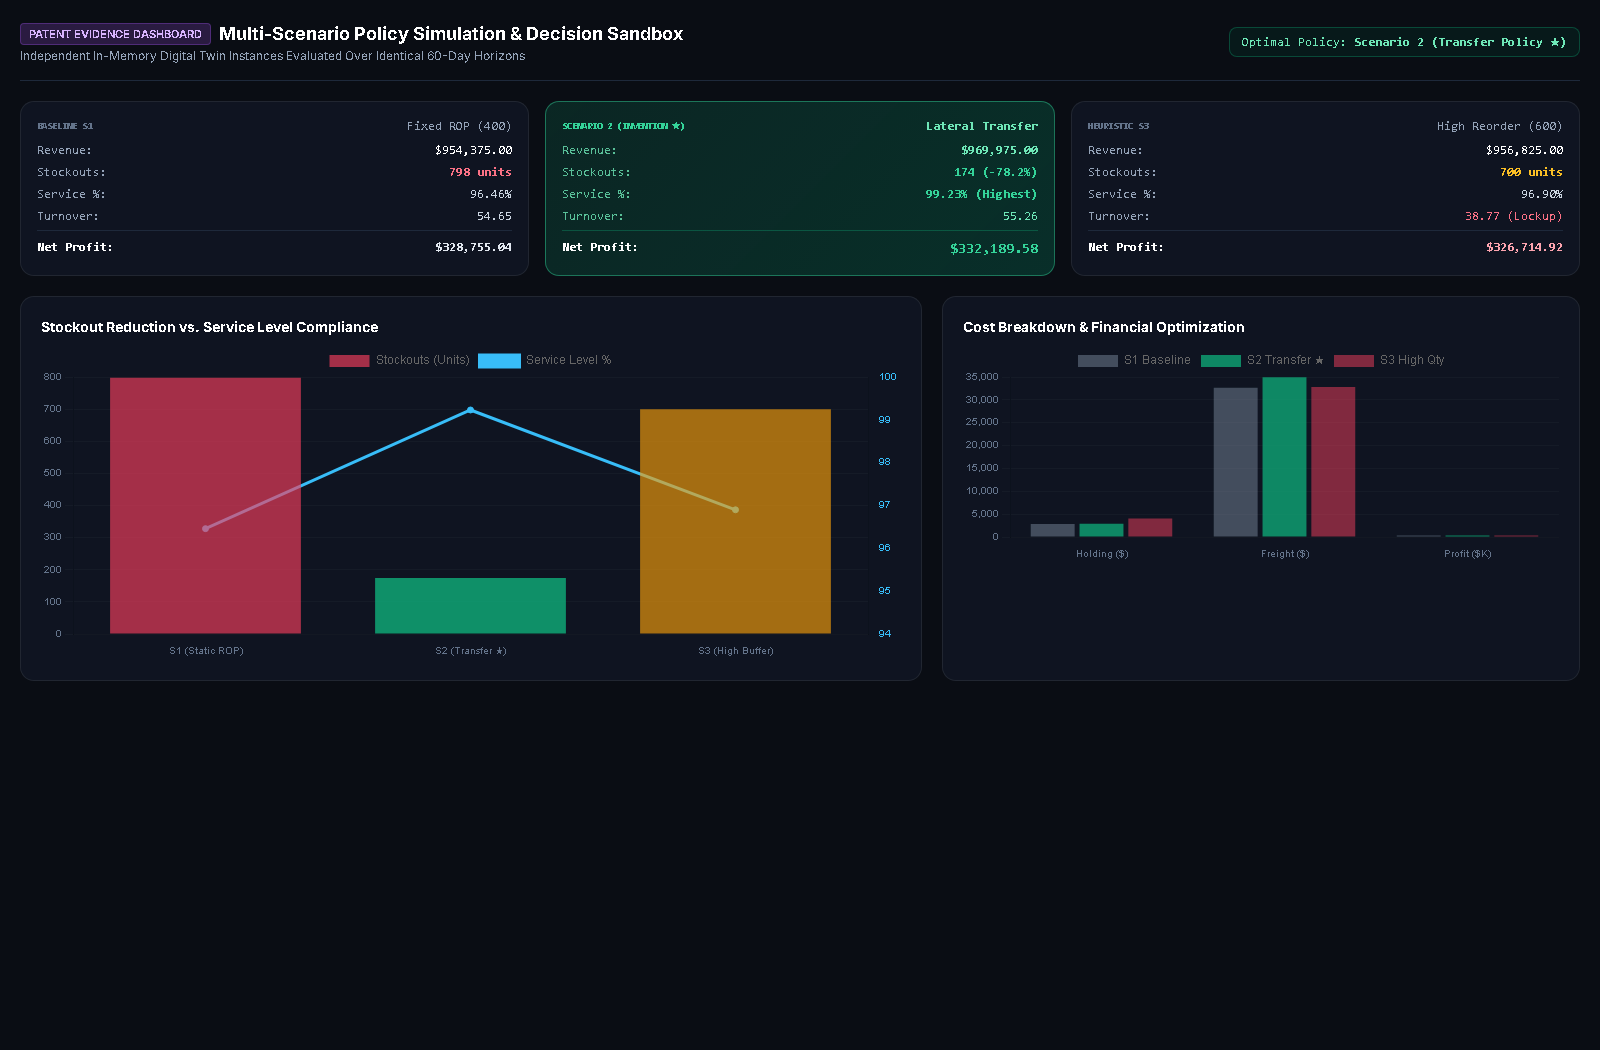 PATENT EVIDENCE DASHBOARD Multi-Scenario Policy Simulation & Decision Sandbox
Independent In-Memory Digital Twin Instances Evaluated Over Identical 60-Day Horizons
Optimal Policy: Scenario 2 (Transfer Policy ★)
BASELINE S1 Fixed ROP (400)
Revenue: $954,375.00
Stockouts: 798 units
Service %: 96.46%
Turnover: 54.65
Net Profit: $328,755.04
SCENARIO 2 (INVENTION ★) Lateral Transfer
Revenue: $969,975.00
Stockouts: 174 (-78.2%)
Service %: 99.23% (Highest)
Turnover: 55.26
Net Profit: $332,189.58
HEURISTIC S3 High Reorder (600)
Revenue: $956,825.00
Stockouts: 700 units
Service %: 96.90%
Turnover: 38.77 (Lockup)
Net Profit: $326,714.92
Stockout Reduction vs. Service Level Compliance
Stockouts (Units) Service Level %
800
700
600
500
400
300
200
100
0
100
99
98
97
96
95
94
S1 (Static ROP) S2 (Transfer ★) S3 (High Buffer)
Cost Breakdown & Financial Optimization
S1 Baseline S2 Transfer ★ S3 High Qty
35,000
30,000
25,000
20,000
15,000
10,000
5,000
0
Holding ($) Freight ($) Profit ($K)